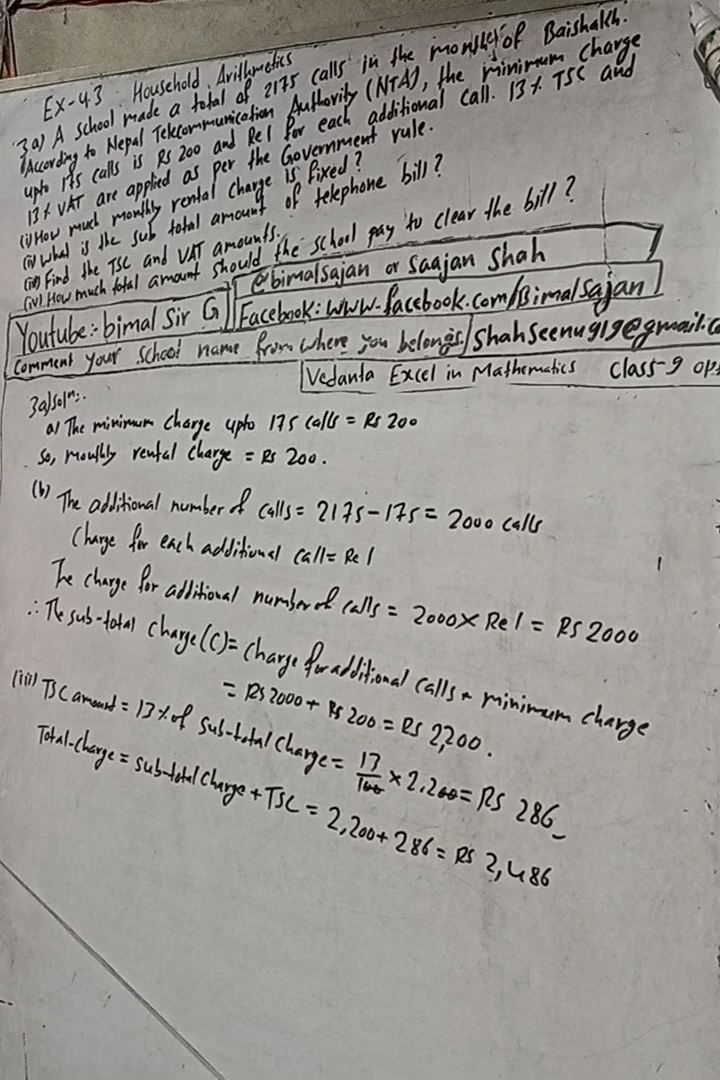 Ex-4.3 Household Arithmetics
3a) A school made a total of 2175 calls in the month of Baishakh.
According to Nepal Telecommunication Authority (NTA), the minimum charge
upto 175 calls is Rs 200 and Re 1 for each additional call. 13% TSC and
13% VAT are applied as per the Government rule.
(i) How much monthly rental charge is fixed?
(ii) What is the sub total amount of telephone bill?
(iii) Find the TSC and VAT amounts.
(iv) How much total amount should the school pay to clear the bill?
Youtube:- bimal Sir G
@bimalsajan or saajan Shah
Facebook: www.facebook.com/Bimalsajan
Comment your school name from where you belongs.
Shahseenu919@gmail.c
Vedanta Excel in Mathematics Class-9 op
3a) Soln:-
a) The minimum charge upto 175 calls = Rs 200
So, monthly rental charge = Rs 200.
(b) The additional number of calls = 2175-175 = 2000 calls
Charge for each additional call = Re 1
The charge for additional number of calls = 2000 × Re 1 = RS 2000
∴ The sub-total charge (C) = charge for additional calls + minimum charge
= RS 2000 + Rs 200 = Rs 2,200.
(iii) TSC amount = 13% of sub-total charge = 13/100 × 2,200 = RS 286
Total-charge = sub-total charge + TSC = 2,200 + 286 = RS 2,486